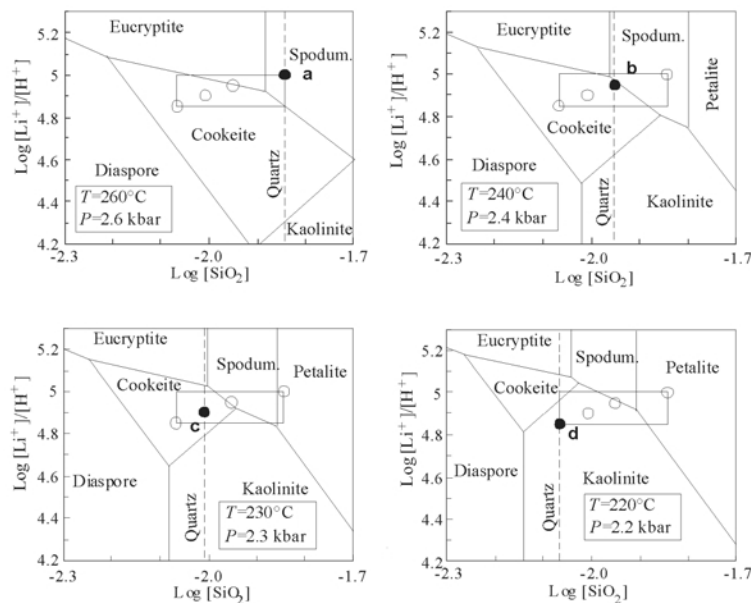 Eucryptite
Spodum.
5.2
5
4.8
4.6
4.4
4.2
Log [Li+]/[H+]
a
Cookeite
Diaspore
T=260°C
P=2.6 kbar
Quartz
Kaolinite
-2.3
-2.0
-1.7
Log [SiO2]
Eucryptite
Spodum.
Petalite
5.2
5
4.8
4.6
4.4
4.2
Log [Li+]/[H+]
b
Cookeite
Diaspore
T=240°C
P=2.4 kbar
Quartz
Kaolinite
-2.3
-2.0
-1.7
Log [SiO2]
Eucryptite
Spodum.
Petalite
5.2
5
4.8
4.6
4.4
4.2
Log [Li+]/[H+]
Cookeite
c
Diaspore
Kaolinite
Quartz
T=230°C
P=2.3 kbar
-2.3
-2.0
-1.7
Log [SiO2]
Eucryptite
Spodum.
Petalite
5.2
5
4.8
4.6
4.4
4.2
Log [Li+]/[H+]
Cookeite
d
Diaspore
Kaolinite
Quartz
T=220°C
P=2.2 kbar
-2.3
-2.0
-1.7
Log [SiO2]